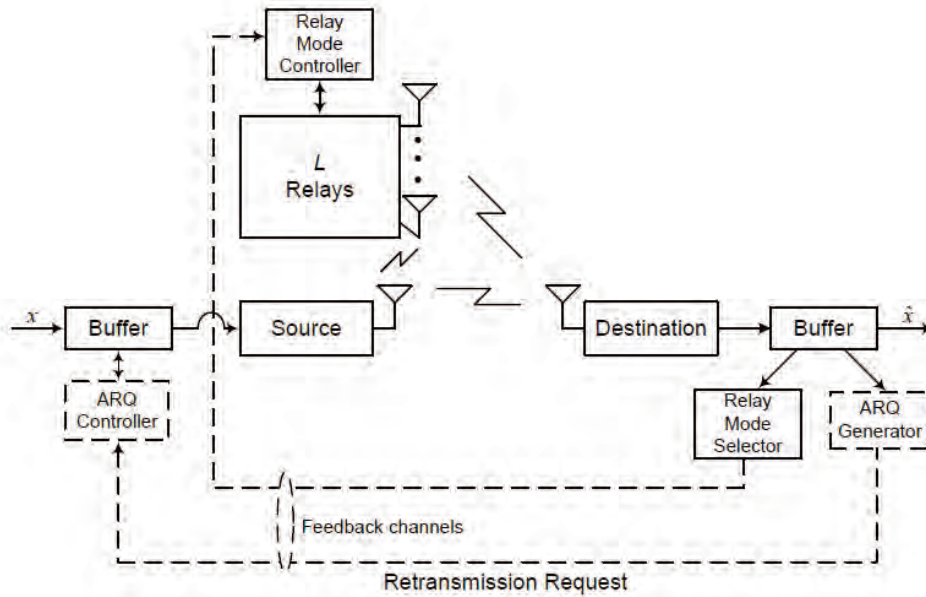 Relay
Mode
Controller
L
Relays
x
Buffer
Source
Destination
Buffer
x̂
ARQ
Controller
Relay
Mode
Selector
ARQ
Generator
Feedback channels
Retransmission Request